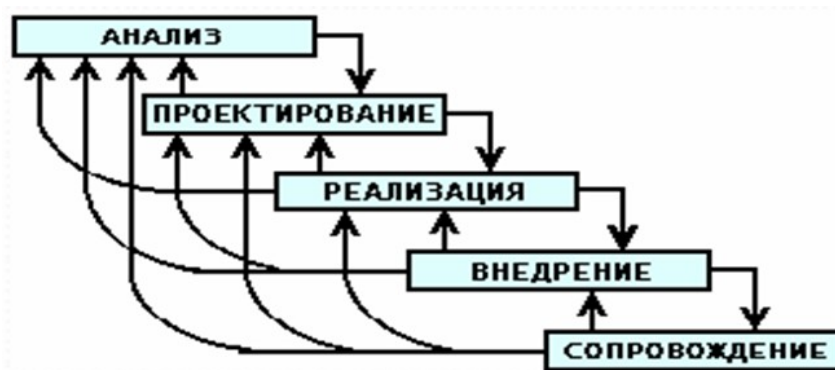 АНАЛИЗ
ПРОЕКТИРОВАНИЕ
РЕАЛИЗАЦИЯ
ВНЕДРЕНИЕ
СОПРОВОЖДЕНИЕ